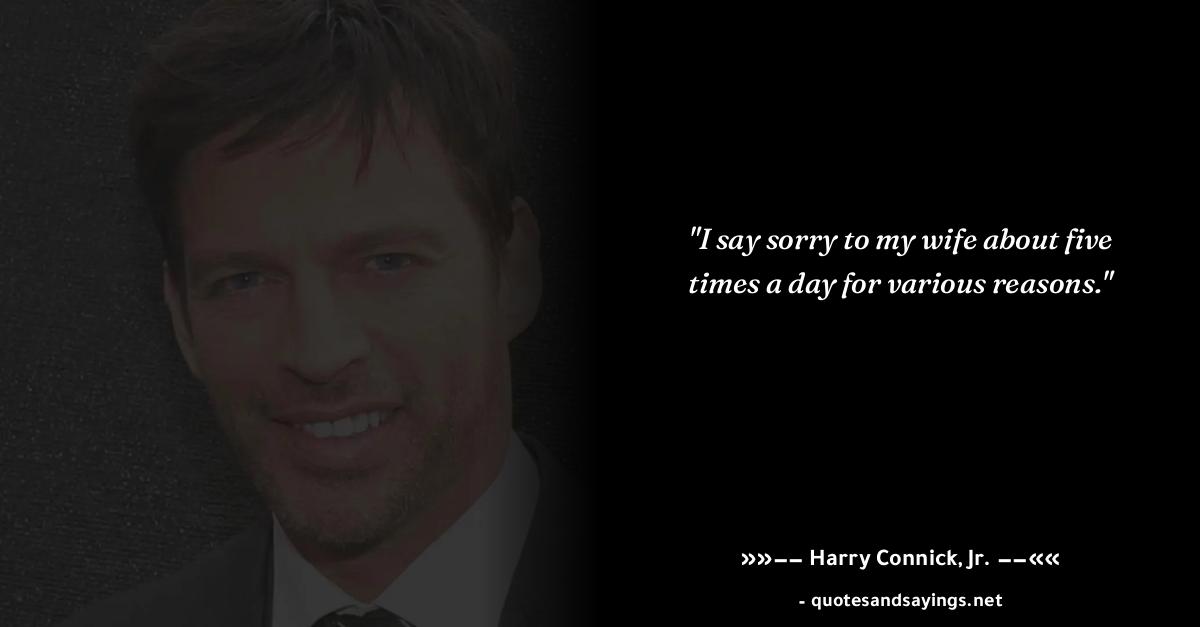 "I say sorry to my wife about five
times a day for various reasons."
»»–– Harry Connick, Jr. ––««
- quotesandsayings.net